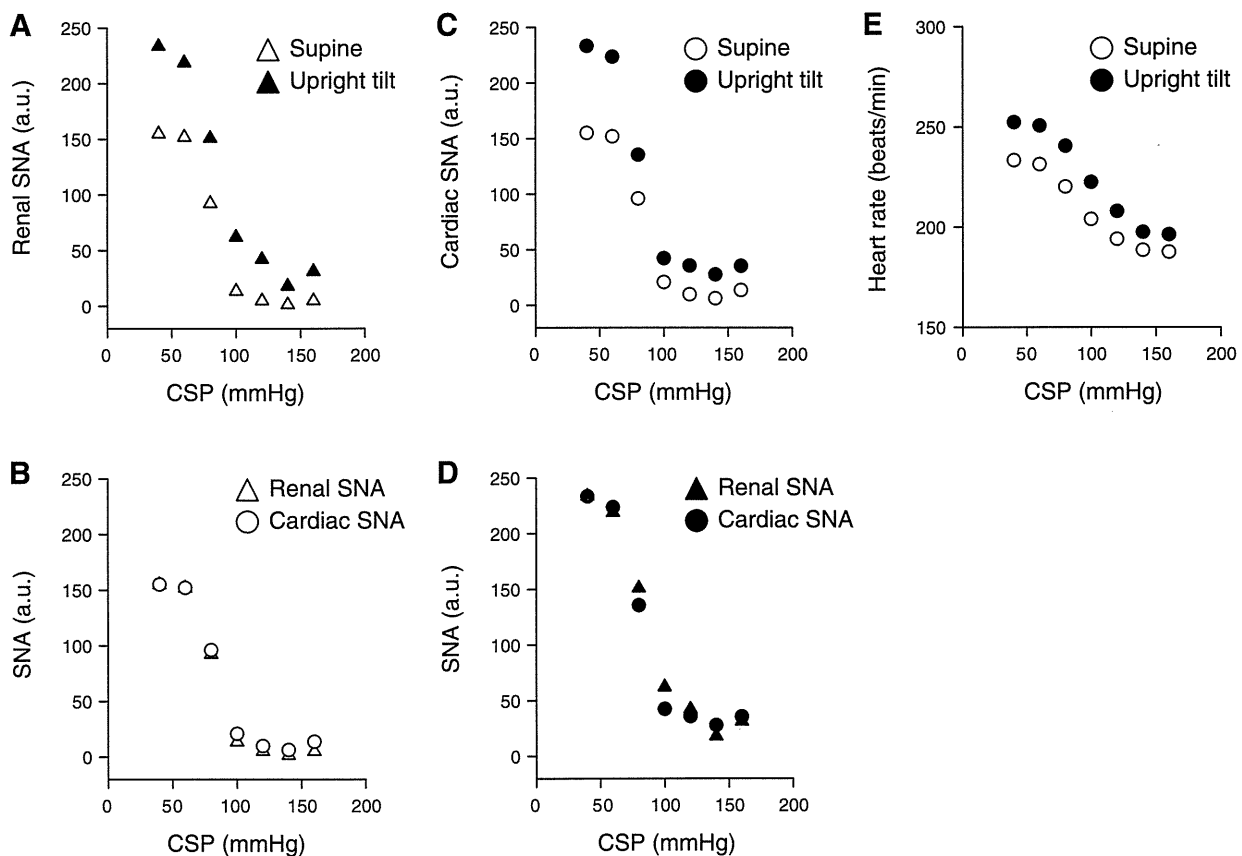 A
Renal SNA (a.u.)
250
200
150
100
50
0
Supine
Upright tilt
0 50 100 150 200
CSP (mmHg)
C
Cardiac SNA (a.u.)
250
200
150
100
50
0
Supine
Upright tilt
0 50 100 150 200
CSP (mmHg)
E
Heart rate (beats/min)
300
250
200
150
Supine
Upright tilt
0 50 100 150 200
CSP (mmHg)
B
SNA (a.u.)
250
200
150
100
50
0
Renal SNA
Cardiac SNA
0 50 100 150 200
CSP (mmHg)
D
SNA (a.u.)
250
200
150
100
50
0
Renal SNA
Cardiac SNA
0 50 100 150 200
CSP (mmHg)